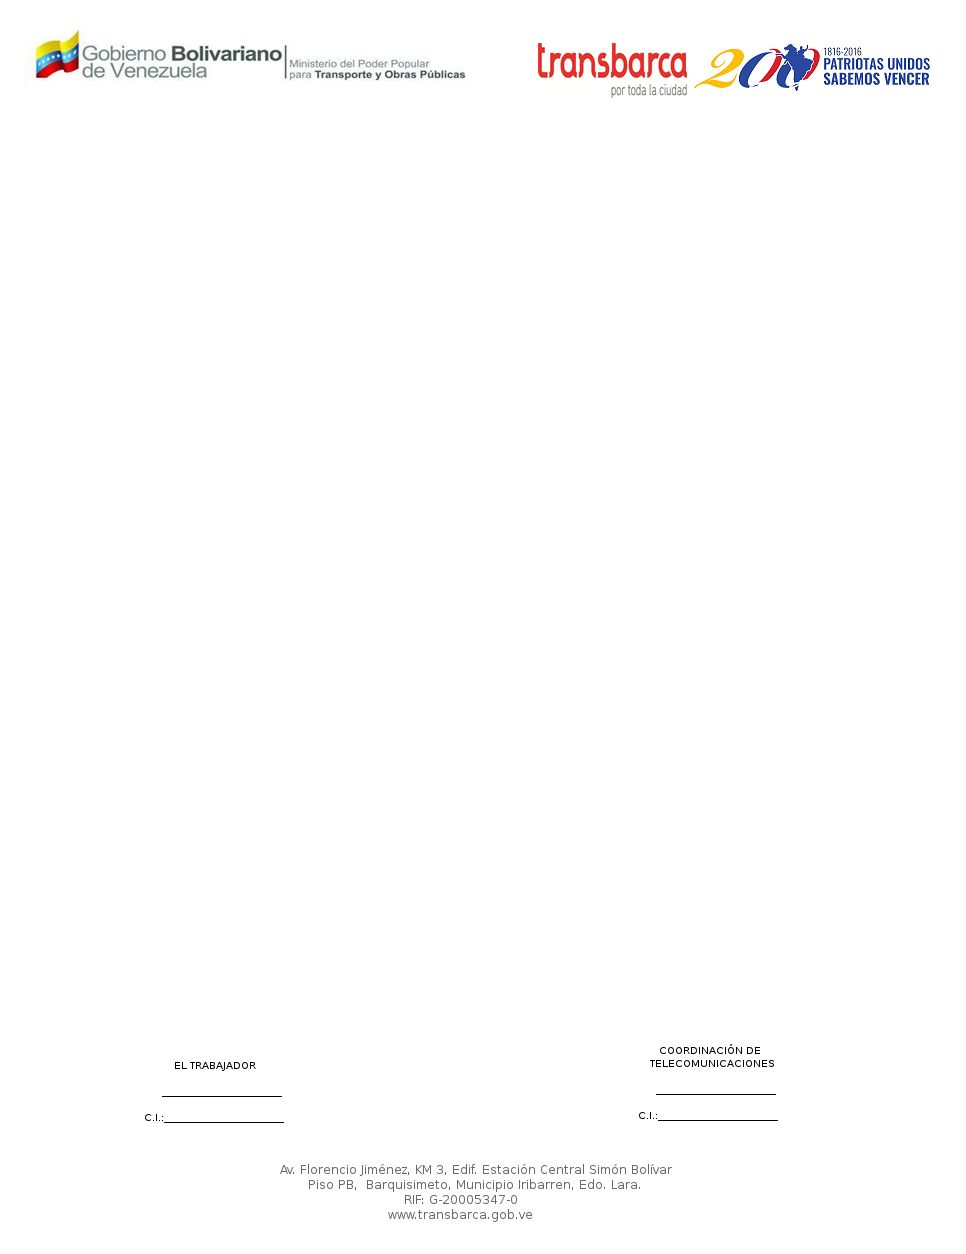 Gobierno Bolivariano
de Venezuela
Ministerio del Poder Popular
para Transporte y Obras Públicas
transbarca
por toda la ciudad
200
1816-2016
PATRIOTAS UNIDOS
SABEMOS VENCER
EL TRABAJADOR
C.I.:
COORDINACIÓN DE
TELECOMUNICACIONES
C.I.:
Av. Florencio Jiménez, KM 3, Edif. Estación Central Simón Bolívar
Piso PB, Barquisimeto, Municipio Iribarren, Edo. Lara.
RIF: G-20005347-0
www.transbarca.gob.ve